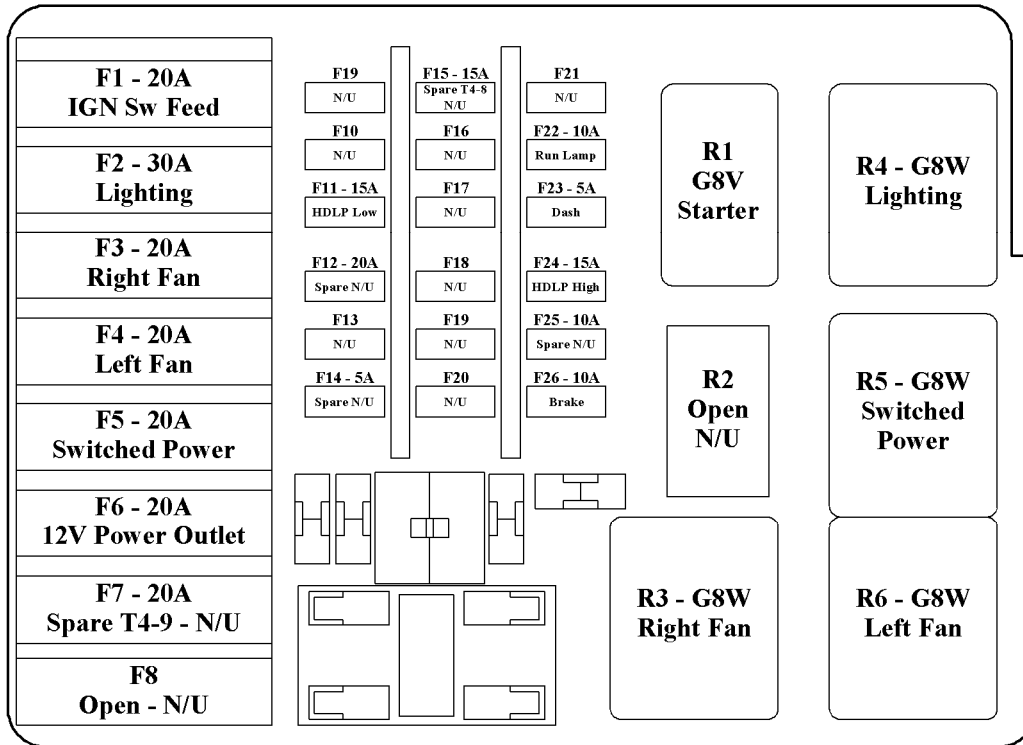 F1 - 20A
IGN Sw Feed
F2 - 30A
Lighting
F3 - 20A
Right Fan
F4 - 20A
Left Fan
F5 - 20A
Switched Power
F6 - 20A
12V Power Outlet
F7 - 20A
Spare T4-9 - N/U
F8
Open - N/U
F19
N/U
F10
N/U
F11 - 15A
HDLP Low
F12 - 20A
Spare N/U
F13
N/U
F14 - 5A
Spare N/U
F15 - 15A
Spare T4-8
N/U
F16
N/U
F17
N/U
F18
N/U
F19
N/U
F20
N/U
F21
N/U
F22 - 10A
Run Lamp
F23 - 5A
Dash
F24 - 15A
HDLP High
F25 - 10A
Spare N/U
F26 - 10A
Brake
R1
G8V
Starter
R2
Open
N/U
R3 - G8W
Right Fan
R4 - G8W
Lighting
R5 - G8W
Switched
Power
R6 - G8W
Left Fan